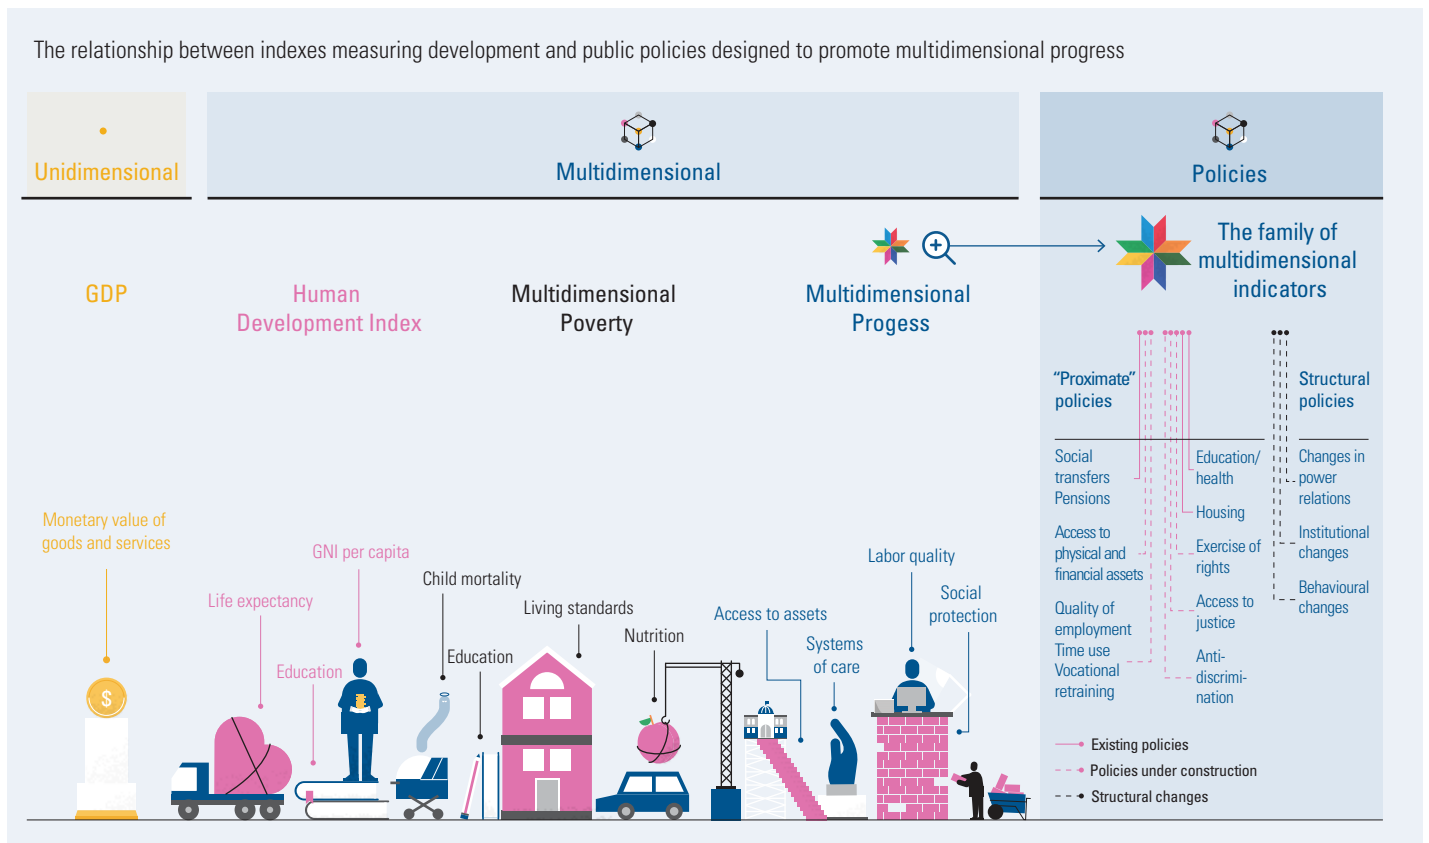 The relationship between indexes measuring development and public policies designed to promote multidimensional progress
Unidimensional
Multidimensional
Policies
GDP
Human
Development Index
Multidimensional
Poverty
Multidimensional
Progess
The family of
multidimensional
indicators
Monetary value of
goods and services
Life expectancy
Education
GNI per capita
Child mortality
Education
Living standards
Nutrition
Access to assets
Systems
of care
Labor quality
Social
protection
$
“Proximate”
policies
Social
transfers
Pensions
Access to
physical and
financial assets
Quality of
employment
Time use
Vocational
retraining
Education/
health
Housing
Exercise of
rights
Access to
justice
Anti-
discrimi-
nation
Structural
policies
Changes in
power
relations
Institutional
changes
Behavioural
changes
Existing policies
Policies under construction
Structural changes